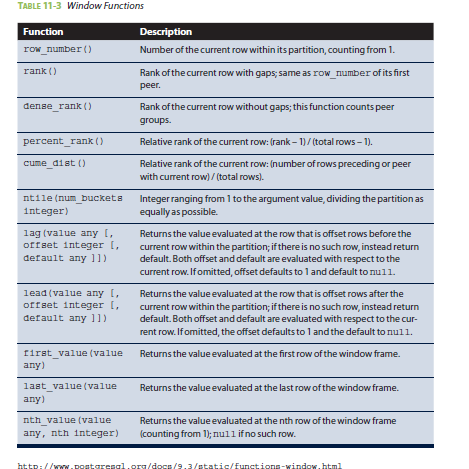 TABLE 11-3 Window Functions
Function Description
row_number() Number of the current row within its partition, counting from 1.
rank() Rank of the current row with gaps; same as row_number of its first
peer.
dense_rank() Rank of the current row without gaps; this function counts peer
groups.
percent_rank() Relative rank of the current row: (rank – 1) / (total rows – 1).
cume_dist() Relative rank of the current row: (number of rows preceding or peer
with current row) / (total rows).
ntile(num_buckets Integer ranging from 1 to the argument value, dividing the partition as
integer) equally as possible.
lag(value any [, Returns the value evaluated at the row that is offset rows before the
offset integer [, current row within the partition; if there is no such row, instead return
default any ]]) default. Both offset and default are evaluated with respect to the
current row. If omitted, offset defaults to 1 and default to null.
lead(value any [, Returns the value evaluated at the row that is offset rows after the
offset integer [, current row within the partition; if there is no such row, instead return
default any ]]) default. Both offset and default are evaluated with respect to the cur-
rent row. If omitted, the offset defaults to 1 and the default to null.
first_value(value Returns the value evaluated at the first row of the window frame.
any)
last_value(value Returns the value evaluated at the last row of the window frame.
any)
nth_value(value Returns the value evaluated at the nth row of the window frame
any, nth integer) (counting from 1); null if no such row.
http://www.postgresql.org/docs/9.3/static/functions-window.html